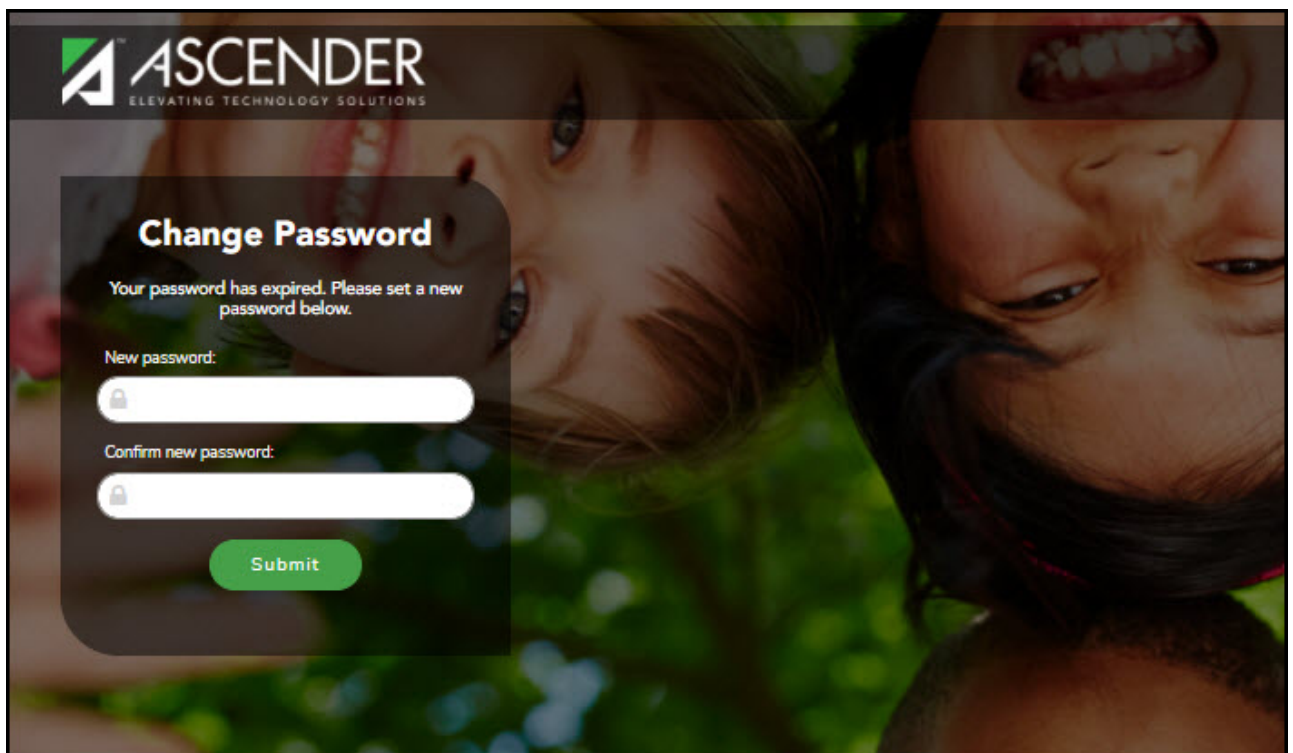 ASCENDER
ELEVATING TECHNOLOGY SOLUTIONS
Change Password
Your password has expired. Please set a new
password below.
New password:
Confirm new password:
Submit